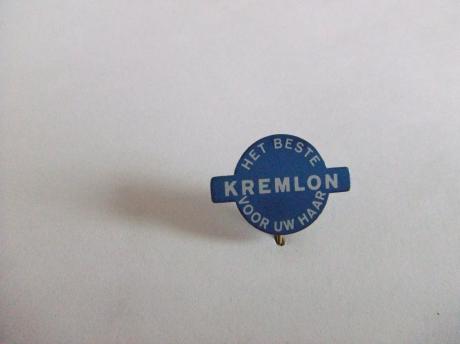 HET BESTE
KREMLON
VOOR UW HAAR